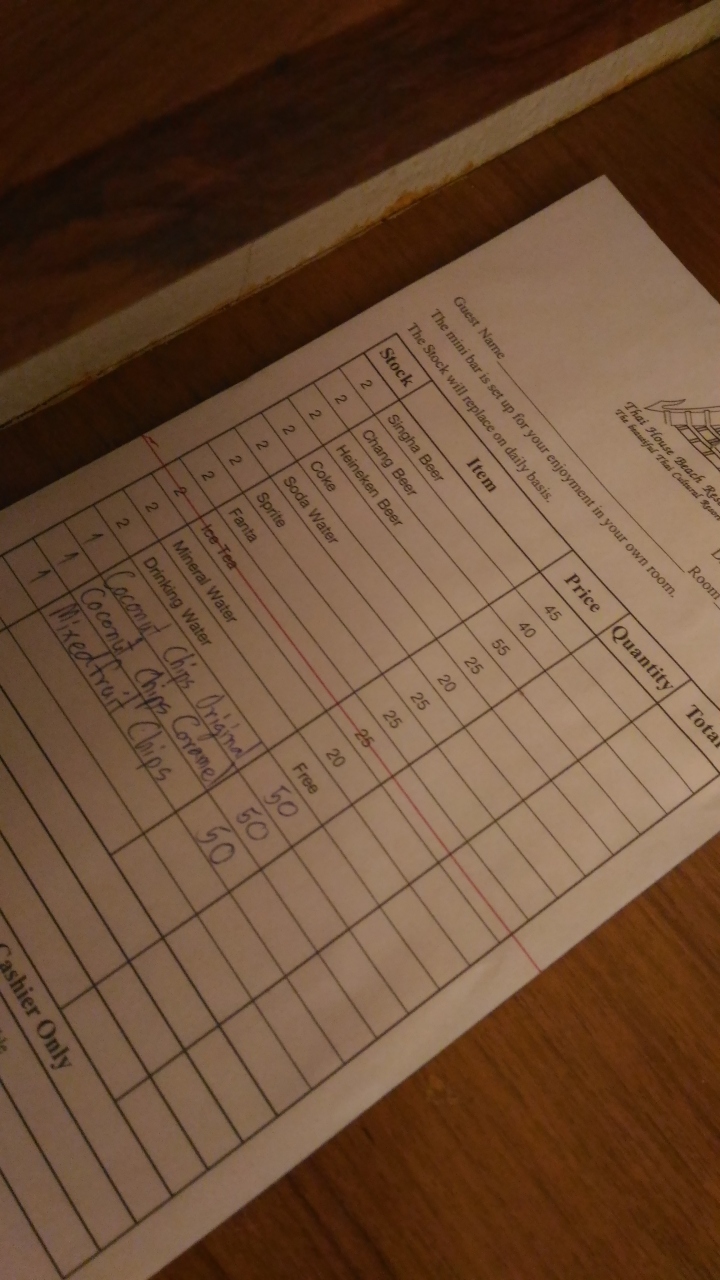 Thai House Beach Res
The beautiful Thai Cultural Resor
Guest Name Room
The mini bar is set up for your enjoyment in your own room.
The Stock will replace on daily basis.
Stock Item Price Quantity Total
2 Singha Beer 45
2 Chang Beer 40
2 Heineken Beer 55
2 Coke 25
2 Soda Water 20
2 Sprite 25
2 Fanta 25
2 Ice Tea 25
2 Mineral Water 20
2 Drinking Water Free
1 Coconut Chips Original 50
1 Coconut Chips Caramel 50
1 Mixed fruit Chips 50
Cashier Only